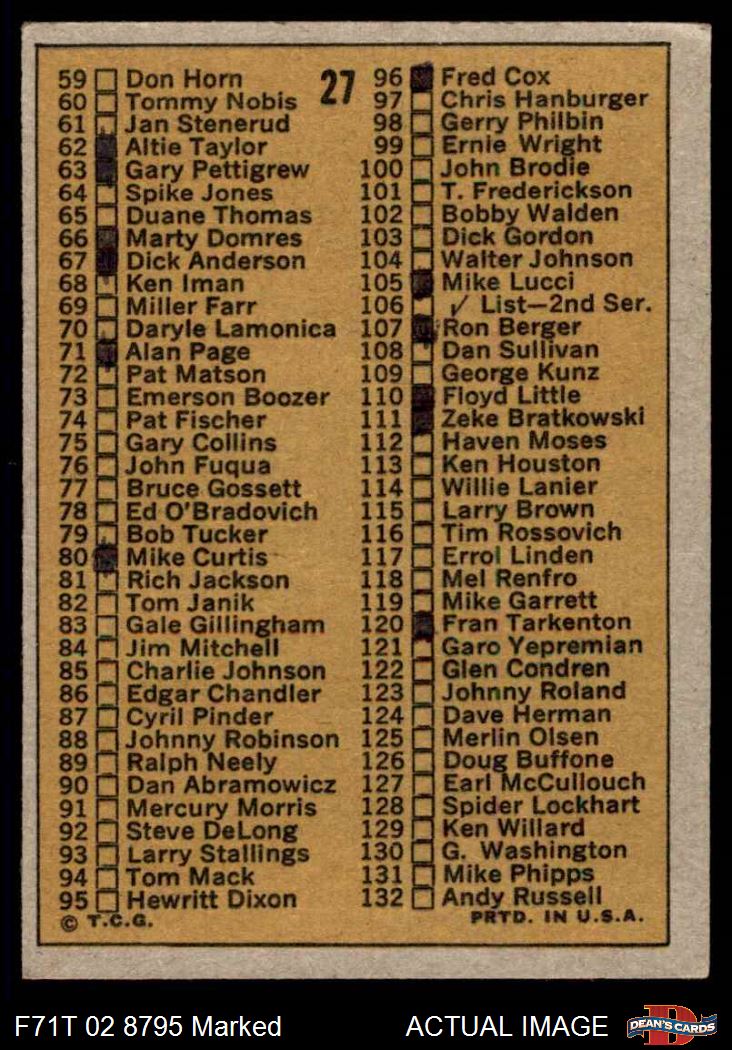 27
59 Don Horn
60 Tommy Nobis
61 Jan Stenerud
62 Altie Taylor
63 Gary Pettigrew
64 Spike Jones
65 Duane Thomas
66 Marty Domres
67 Dick Anderson
68 Ken Iman
69 Miller Farr
70 Daryle Lamonica
71 Alan Page
72 Pat Matson
73 Emerson Boozer
74 Pat Fischer
75 Gary Collins
76 John Fuqua
77 Bruce Gossett
78 Ed O'Bradovich
79 Bob Tucker
80 Mike Curtis
81 Rich Jackson
82 Tom Janik
83 Gale Gillingham
84 Jim Mitchell
85 Charlie Johnson
86 Edgar Chandler
87 Cyril Pinder
88 Johnny Robinson
89 Ralph Neely
90 Dan Abramowicz
91 Mercury Morris
92 Steve DeLong
93 Larry Stallings
94 Tom Mack
95 Hewritt Dixon
© T.C.G.
96 Fred Cox
97 Chris Hanburger
98 Gerry Philbin
99 Ernie Wright
100 John Brodie
101 T. Frederickson
102 Bobby Walden
103 Dick Gordon
104 Walter Johnson
105 Mike Lucci
106 ✓ List—2nd Ser.
107 Ron Berger
108 Dan Sullivan
109 George Kunz
110 Floyd Little
111 Zeke Bratkowski
112 Haven Moses
113 Ken Houston
114 Willie Lanier
115 Larry Brown
116 Tim Rossovich
117 Errol Linden
118 Mel Renfro
119 Mike Garrett
120 Fran Tarkenton
121 Garo Yepremian
122 Glen Condren
123 Johnny Roland
124 Dave Herman
125 Merlin Olsen
126 Doug Buffone
127 Earl McCullouch
128 Spider Lockhart
129 Ken Willard
130 G. Washington
131 Mike Phipps
132 Andy Russell
PRTD. IN U.S.A.
F71T 02 8795 Marked
ACTUAL IMAGE
D
DEAN'S CARDS